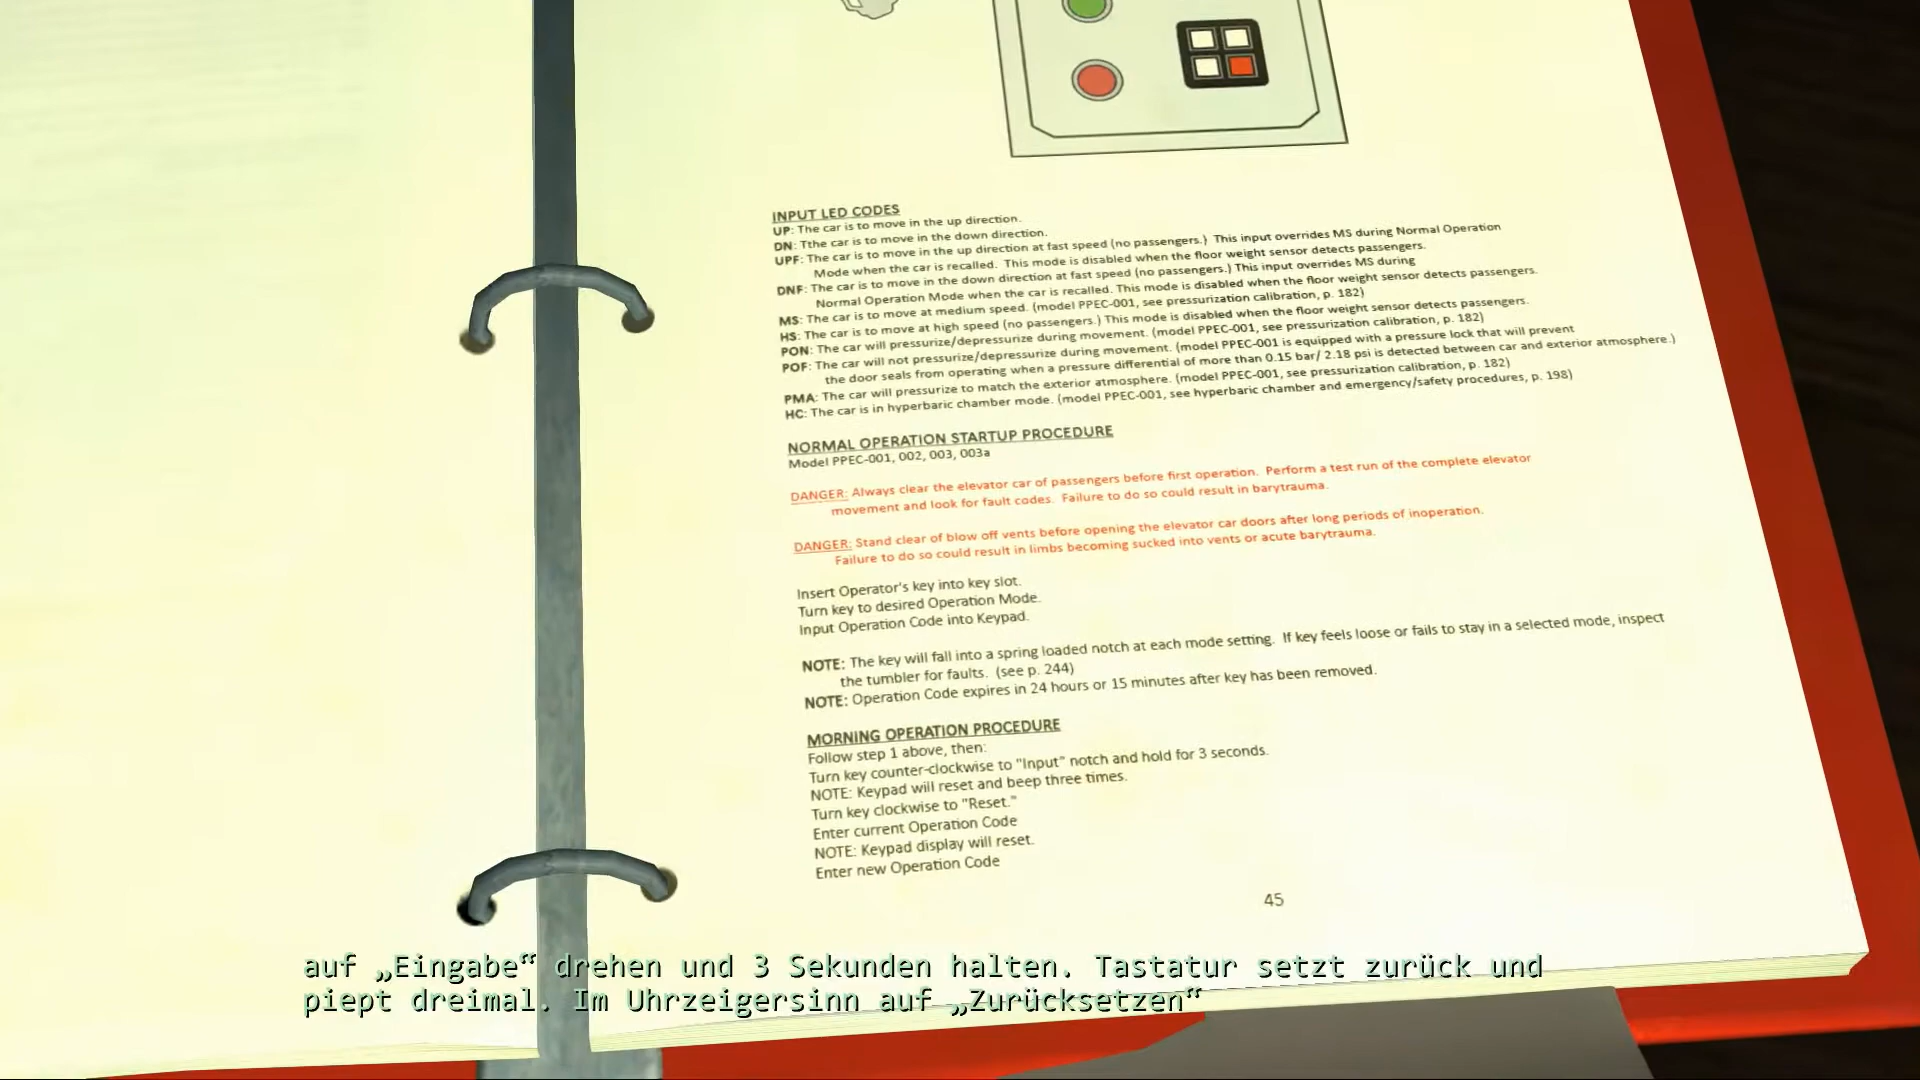 INPUT LED CODES
UP: The car is to move in the up direction.
DN: Tthe car is to move in the down direction.
UPF: The car is to move in the up direction at fast speed (no passengers.)  This input overrides MS during Normal Operation
Mode when the car is recalled.  This mode is disabled when the floor weight sensor detects passengers.
DNF: The car is to move in the down direction at fast speed (no passengers.) This input overrides MS during
Normal Operation Mode when the car is recalled. This mode is disabled when the floor weight sensor detects passengers.
MS: The car is to move at medium speed. (model PPEC-001, see pressurization calibration, p. 182)
HS: The car is to move at high speed (no passengers.) This mode is disabled when the floor weight sensor detects passengers.
PON: The car will pressurize/depressurize during movement. (model PPEC-001, see pressurization calibration, p. 182)
POF: The car will not pressurize/depressurize during movement. (model PPEC-001 is equipped with a pressure lock that will prevent
the door seals from operating when a pressure differential of more than 0.15 bar/ 2.18 psi is detected between car and exterior atmosphere.)
PMA: The car will pressurize to match the exterior atmosphere. (model PPEC-001, see pressurization calibration, p. 182)
HC: The car is in hyperbaric chamber mode. (model PPEC-001, see hyperbaric chamber and emergency/safety procedures, p. 198)
NORMAL OPERATION STARTUP PROCEDURE
Model PPEC-001, 002, 003, 003a
DANGER: Always clear the elevator car of passengers before first operation.  Perform a test run of the complete elevator
movement and look for fault codes.  Failure to do so could result in barytrauma.
DANGER: Stand clear of blow off vents before opening the elevator car doors after long periods of inoperation.
Failure to do so could result in limbs becoming sucked into vents or acute barytrauma.
Insert Operator's key into key slot.
Turn key to desired Operation Mode.
Input Operation Code into Keypad.
NOTE: The key will fall into a spring loaded notch at each mode setting.  If key feels loose or fails to stay in a selected mode, inspect
the tumbler for faults.  (see p. 244)
NOTE: Operation Code expires in 24 hours or 15 minutes after key has been removed.
MORNING OPERATION PROCEDURE
Follow step 1 above, then:
Turn key counter-clockwise to "Input" notch and hold for 3 seconds.
NOTE: Keypad will reset and beep three times.
Turn key clockwise to "Reset."
Enter current Operation Code
NOTE: Keypad display will reset.
Enter new Operation Code
45
auf „Eingabe“ drehen und 3 Sekunden halten. Tastatur setzt zurück und
piept dreimal. Im Uhrzeigersinn auf „Zurücksetzen“